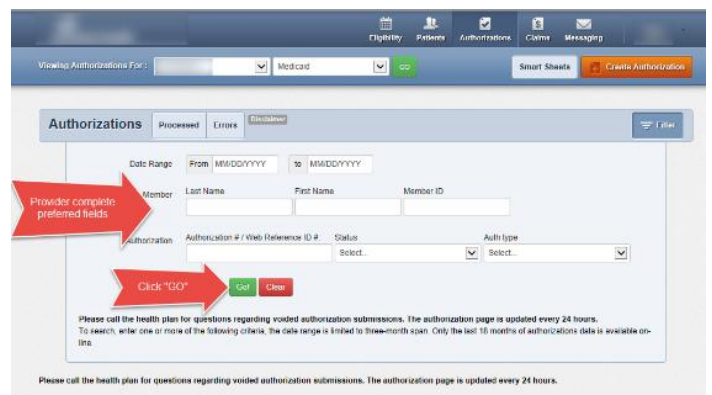 Eligibility Patients Authorizations Claims Messaging
Viewing Authorizations For : Medicaid GO Smart Sheets Create Authorization
Authorizations Processed Errors Disclaimer Filter
Date Range From MM/DD/YYYY to MM/DD/YYYY
Provider complete
preferred fields
Member Last Name First Name Member ID
Authorization Authorization # / Web Reference ID # Status Auth type
Select... Select...
Click "GO" Go! Clear
Please call the health plan for questions regarding voided authorization submissions. The authorization page is updated every 24 hours.
To search, enter one or more of the following criteria, the date range is limited to three-month span. Only the last 18 months of authorizations data is available on-
line.
Please call the health plan for questions regarding voided authorization submissions. The authorization page is updated every 24 hours.